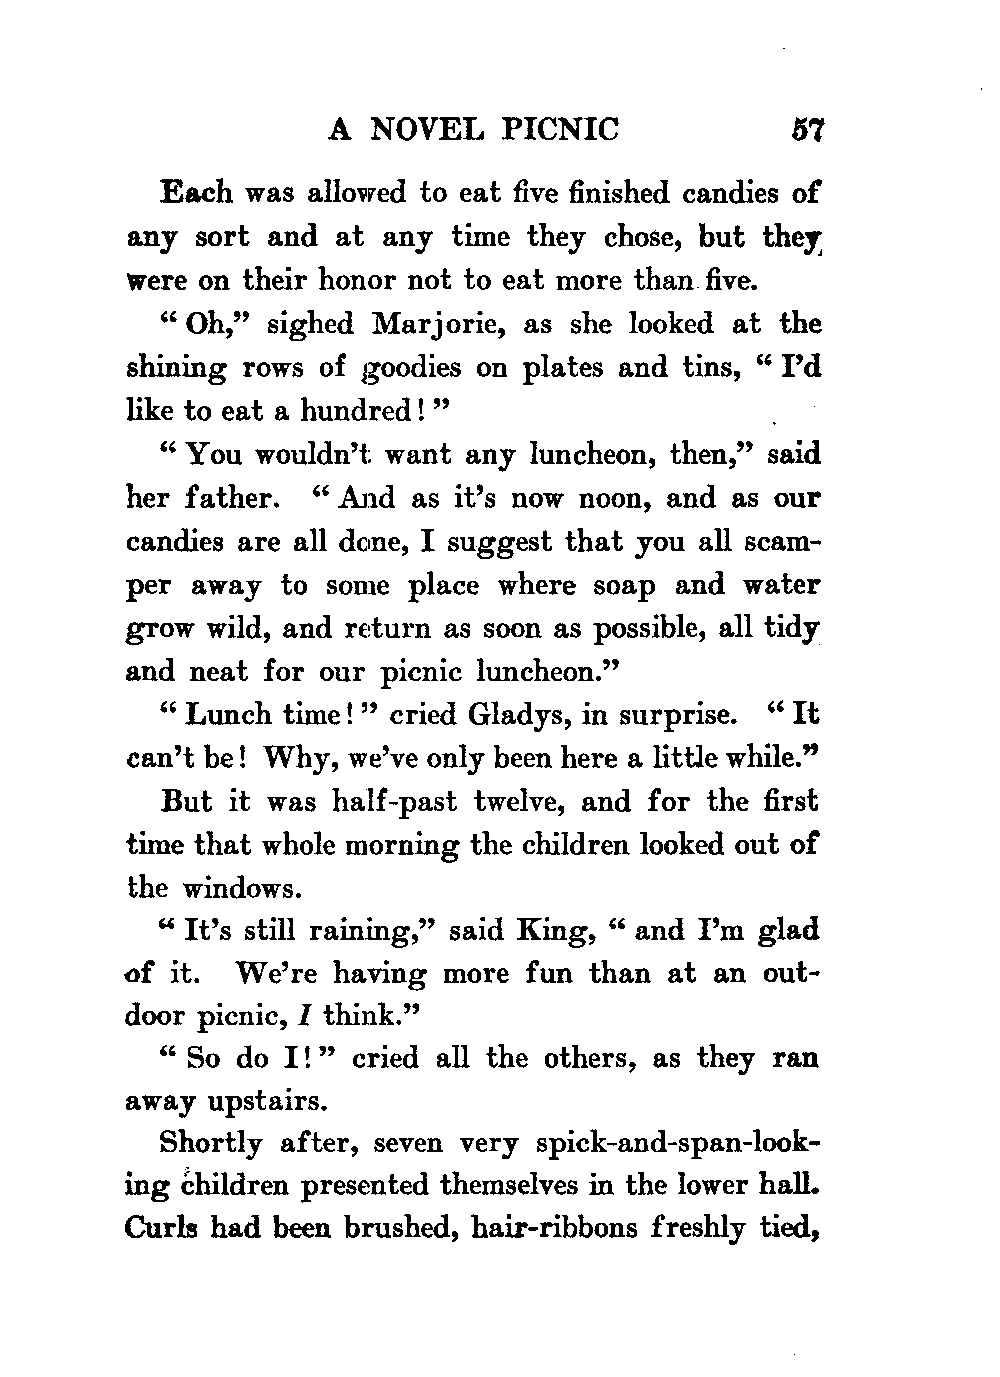 A NOVEL PICNIC 57
Each was allowed to eat five finished candies of
any sort and at any time they chose, but they
were on their honor not to eat more than five.
“ Oh,” sighed Marjorie, as she looked at the
shining rows of goodies on plates and tins, “ I’d
like to eat a hundred! ”
“ You wouldn’t want any luncheon, then,” said
her father. “ And as it’s now noon, and as our
candies are all done, I suggest that you all scam-
per away to some place where soap and water
grow wild, and return as soon as possible, all tidy
and neat for our picnic luncheon.”
“ Lunch time! ” cried Gladys, in surprise. “ It
can’t be! Why, we’ve only been here a little while.”
But it was half-past twelve, and for the first
time that whole morning the children looked out of
the windows.
“ It’s still raining,” said King, “ and I’m glad
of it. We’re having more fun than at an out-
door picnic, I think.”
“ So do I! ” cried all the others, as they ran
away upstairs.
Shortly after, seven very spick-and-span-look-
ing children presented themselves in the lower hall.
Curls had been brushed, hair-ribbons freshly tied,